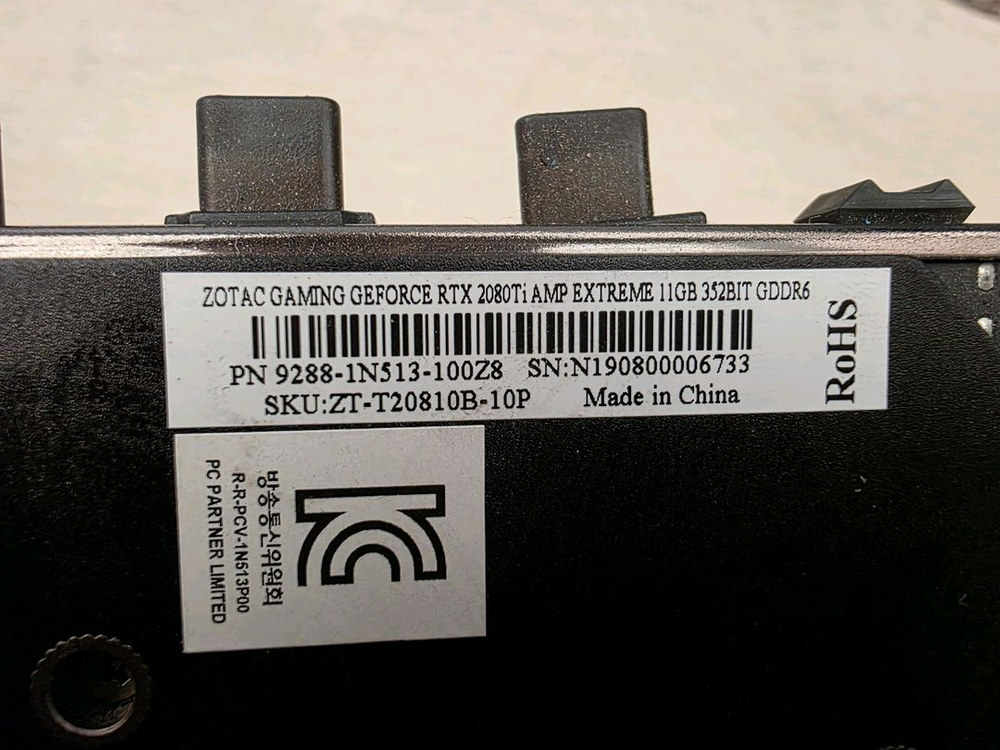 ZOTAC GAMING GEFORCE RTX 2080Ti AMP EXTREME 11GB 352BIT GDDR6
PN 9288-1N513-100Z8 SN:N190800006733
SKU:ZT-T20810B-10P Made in China
RoHS
방송통신위원회
R-R-PCV-1N513P00
PC PARTNER LIMITED